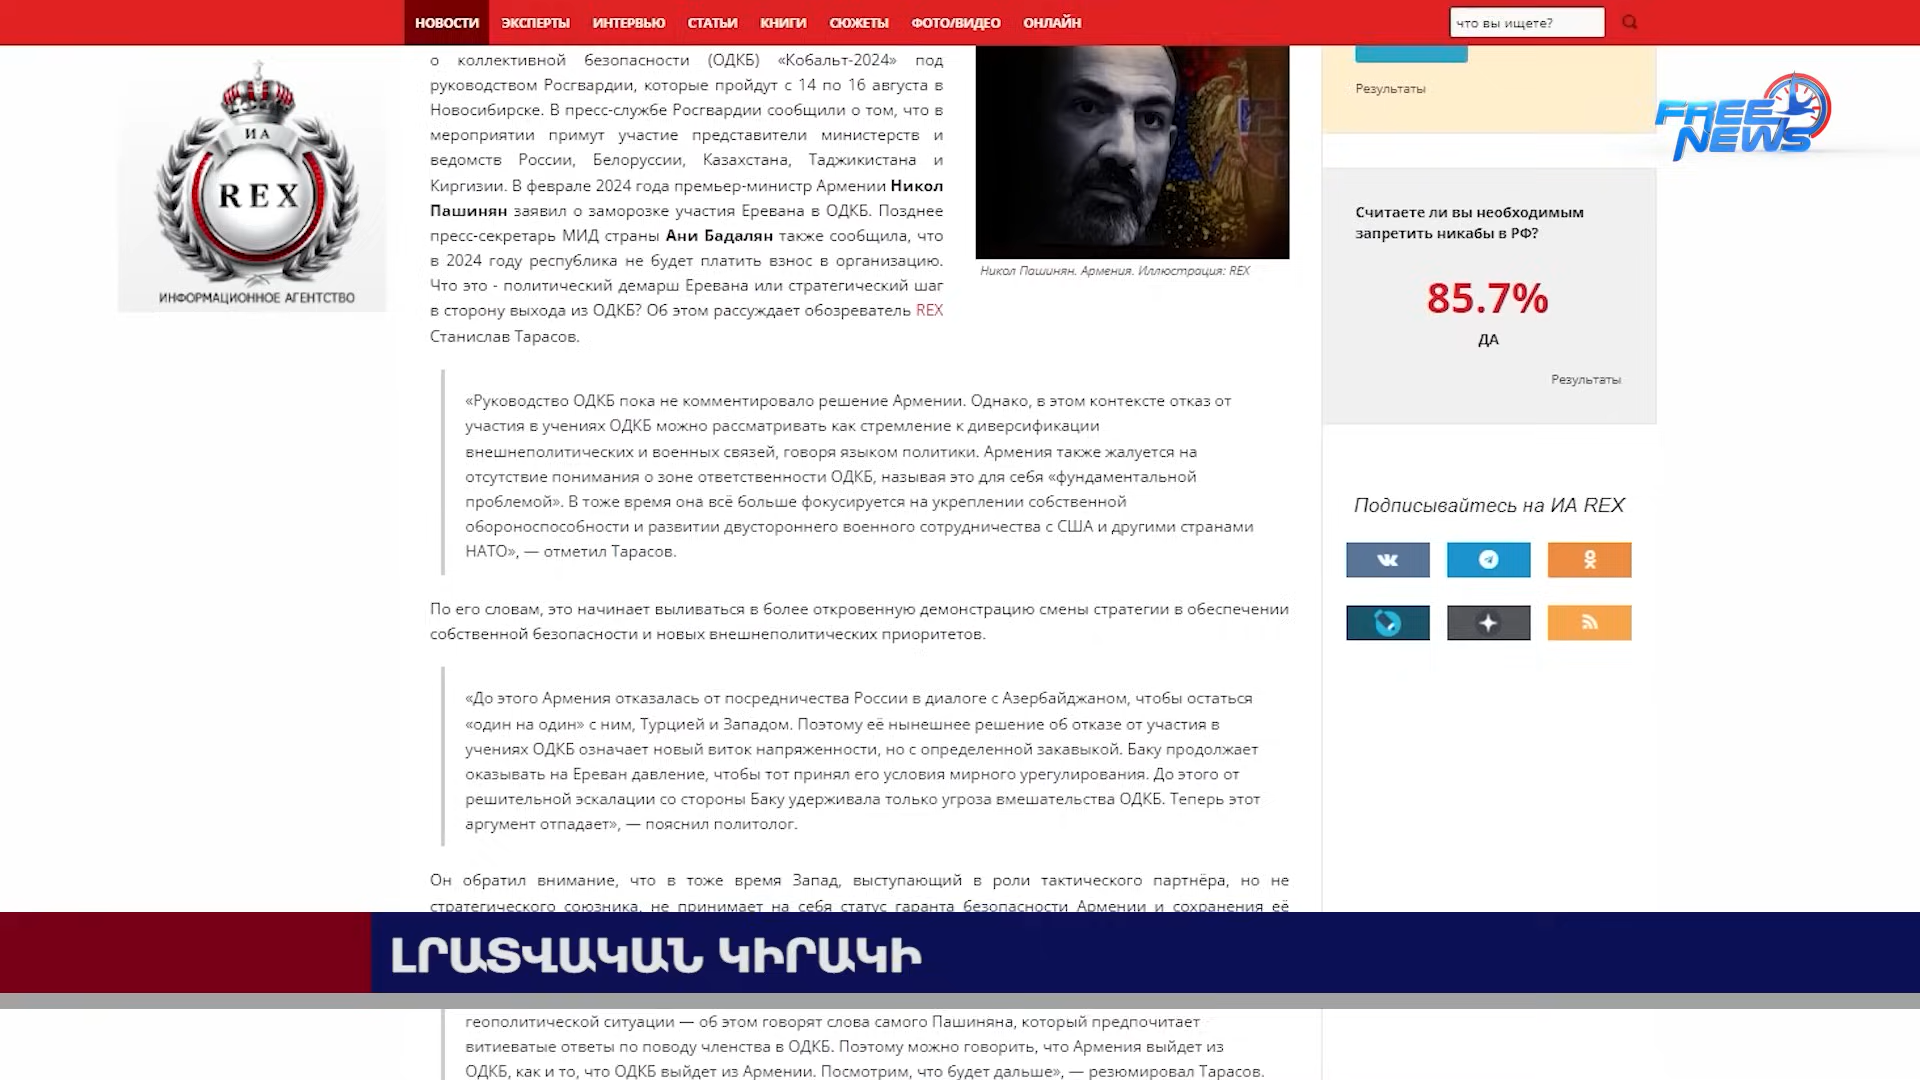 НОВОСТИ ЭКСПЕРТЫ ИНТЕРВЬЮ СТАТЬИ КНИГИ СЮЖЕТЫ ФОТО/ВИДЕО ОНЛАЙН
что вы ищете?
ИА
REX
ИНФОРМАЦИОННОЕ АГЕНТСТВО
о коллективной безопасности (ОДКБ) «Кобальт-2024» под
руководством Росгвардии, которые пройдут с 14 по 16 августа в
Новосибирске. В пресс-службе Росгвардии сообщили о том, что в
мероприятии примут участие представители министерств и
ведомств России, Белоруссии, Казахстана, Таджикистана и
Киргизии. В феврале 2024 года премьер-министр Армении Никол
Пашинян заявил о заморозке участия Еревана в ОДКБ. Позднее
пресс-секретарь МИД страны Ани Бадалян также сообщила, что
в 2024 году республика не будет платить взнос в организацию.
Что это - политический демарш Еревана или стратегический шаг
в сторону выхода из ОДКБ? Об этом рассуждает обозреватель REX
Станислав Тарасов.
Никол Пашинян. Армения. Иллюстрация: REX
«Руководство ОДКБ пока не комментировало решение Армении. Однако, в этом контексте отказ от
участия в учениях ОДКБ можно рассматривать как стремление к диверсификации
внешнеполитических и военных связей, говоря языком политики. Армения также жалуется на
отсутствие понимания о зоне ответственности ОДКБ, называя это для себя «фундаментальной
проблемой». В тоже время она всё больше фокусируется на укреплении собственной
обороноспособности и развитии двустороннего военного сотрудничества с США и другими странами
НАТО», — отметил Тарасов.
По его словам, это начинает выливаться в более откровенную демонстрацию смены стратегии в обеспечении
собственной безопасности и новых внешнеполитических приоритетов.
«До этого Армения отказалась от посредничества России в диалоге с Азербайджаном, чтобы остаться
«один на один» с ним, Турцией и Западом. Поэтому её нынешнее решение об отказе от участия в
учениях ОДКБ означает новый виток напряженности, но с определенной закавыкой. Баку продолжает
оказывать на Ереван давление, чтобы тот принял его условия мирного урегулирования. До этого от
решительной эскалации со стороны Баку удерживала только угроза вмешательства ОДКБ. Теперь этот
аргумент отпадает», — пояснил политолог.
Он обратил внимание, что в тоже время Запад, выступающий в роли тактического партнёра, но не
стратегического союзника, не принимает на себя статус гаранта безопасности Армении и сохранения её
ԼՐԱՏՎԱԿԱՆ ԿԻՐԱԿԻ
геополитической ситуации — об этом говорят слова самого Пашиняна, который предпочитает
витиеватые ответы по поводу членства в ОДКБ. Поэтому можно говорить, что Армения выйдет из
ОДКБ, как и то, что ОДКБ выйдет из Армении. Посмотрим, что будет дальше», — резюмировал Тарасов.
Результаты
FREE
NEWS
Считаете ли вы необходимым
запретить никабы в РФ?
85.7%
ДА
Результаты
Подписывайтесь на ИА REX